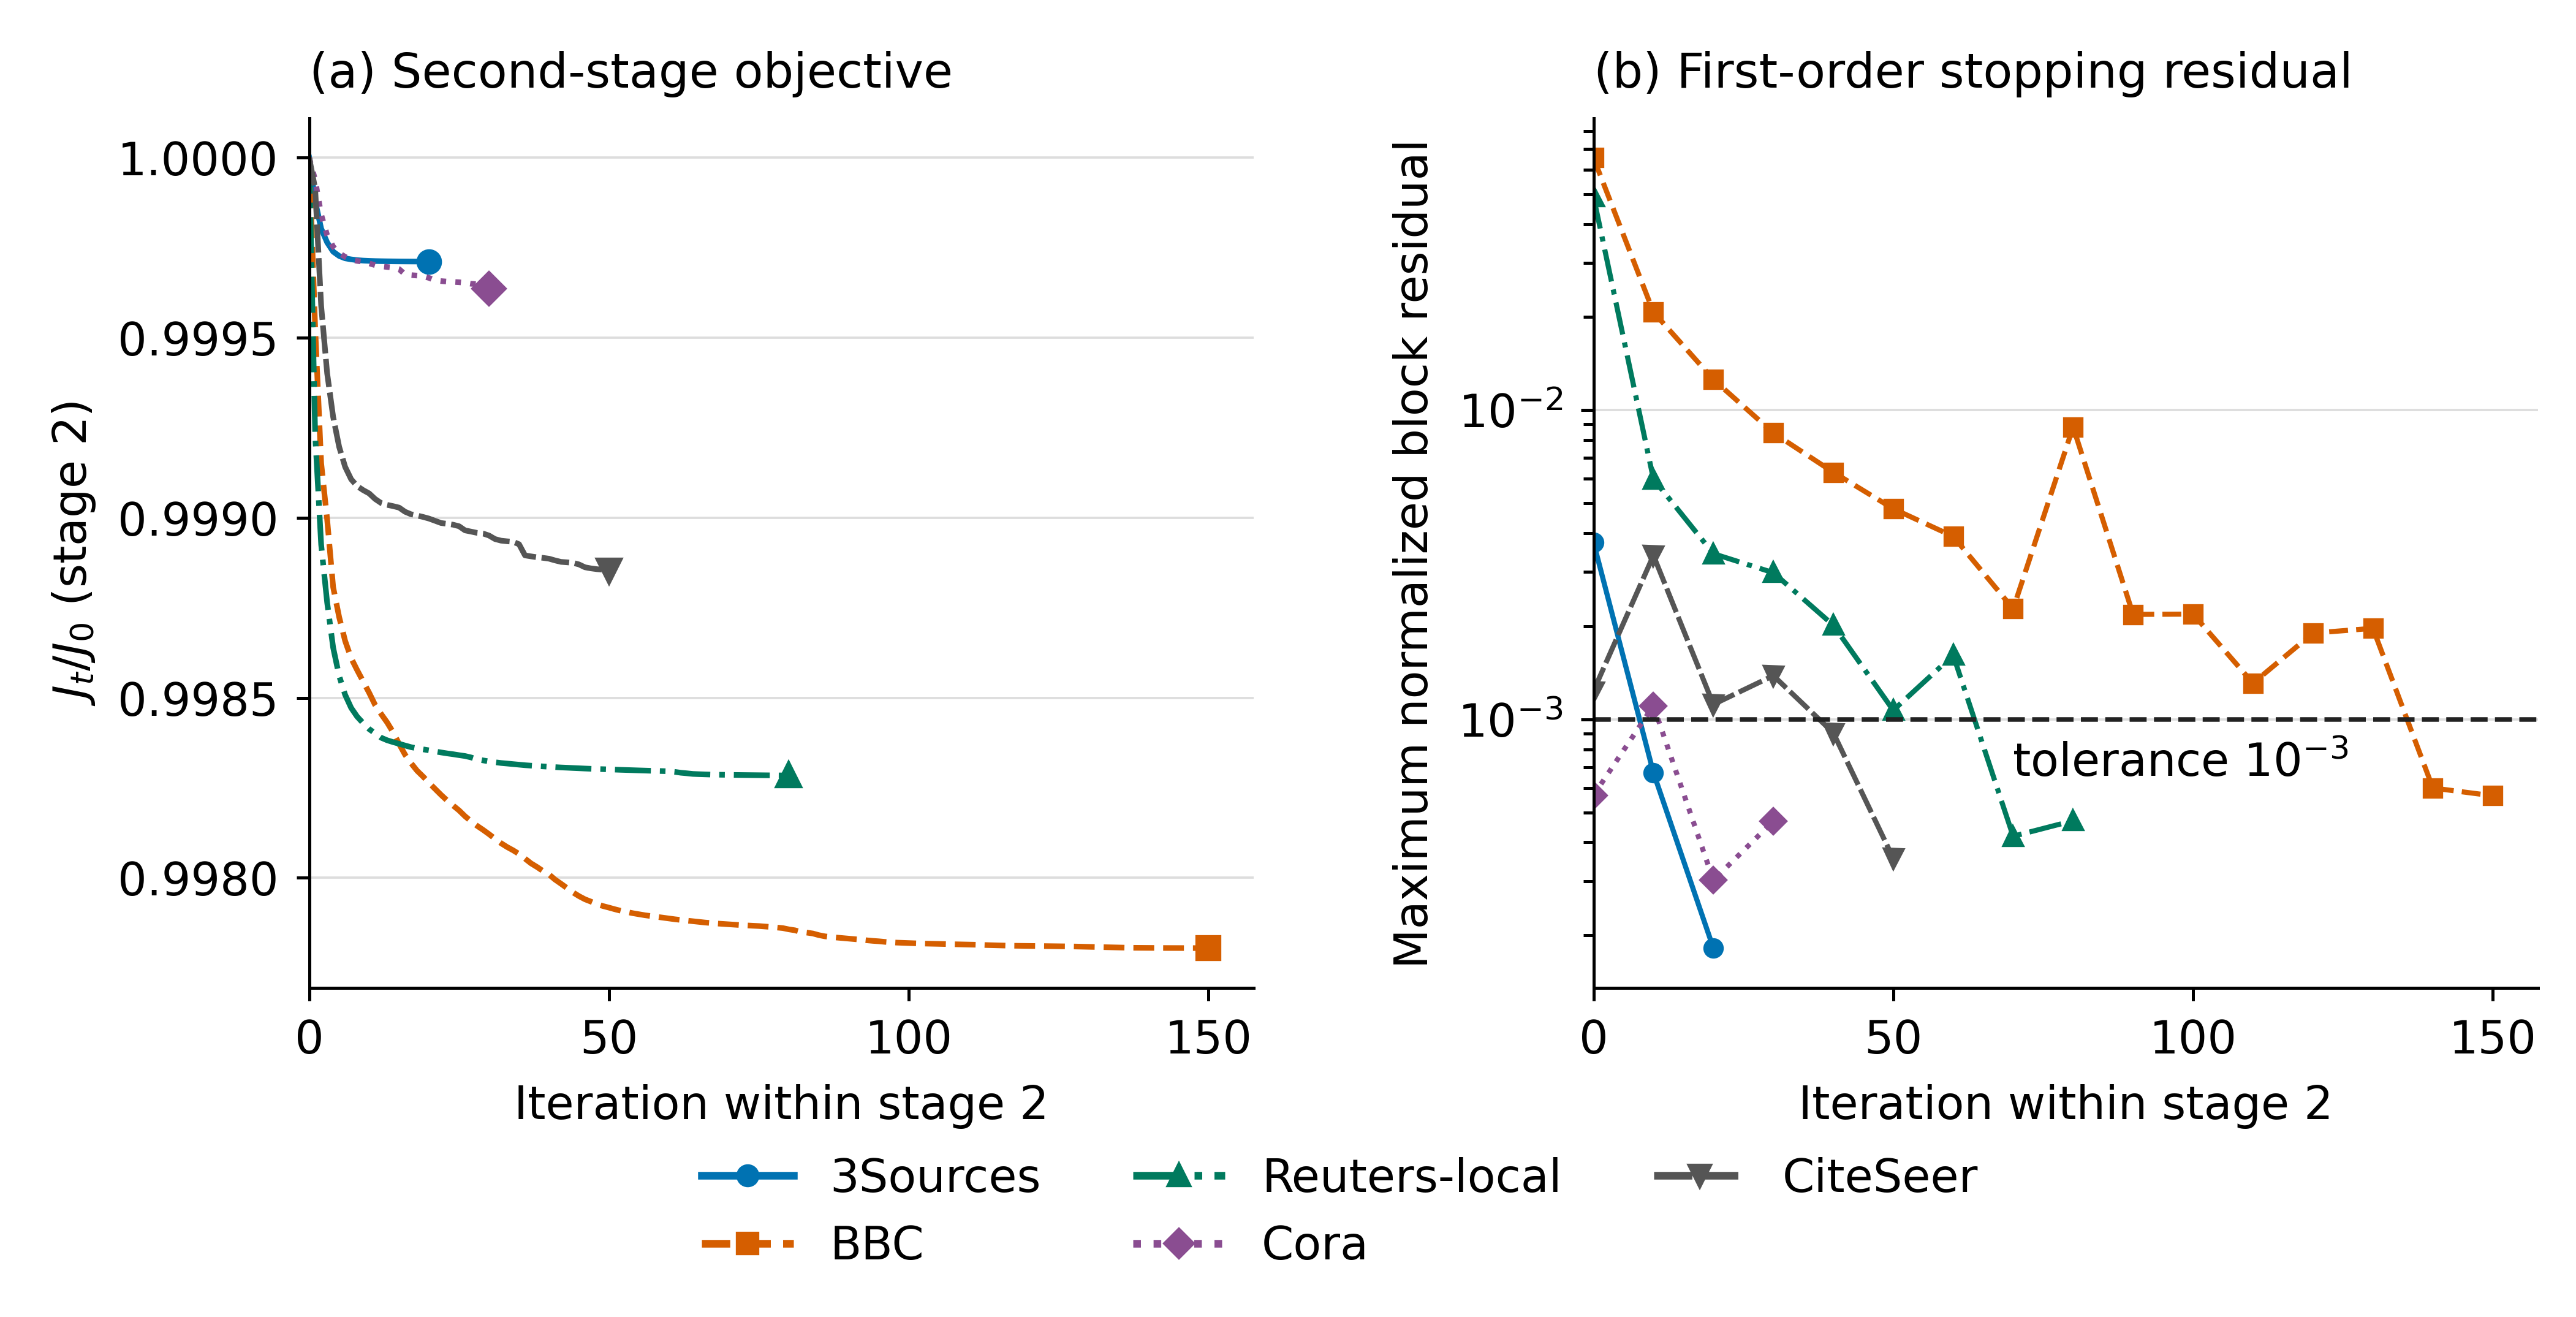 (a) Second-stage objective
J_t/J_0 (stage 2)
1.0000
0.9995
0.9990
0.9985
0.9980
0 50 100 150
Iteration within stage 2
(b) First-order stopping residual
Maximum normalized block residual
10⁻²
10⁻³
tolerance 10⁻³
0 50 100 150
Iteration within stage 2
3Sources Reuters-local CiteSeer
BBC Cora